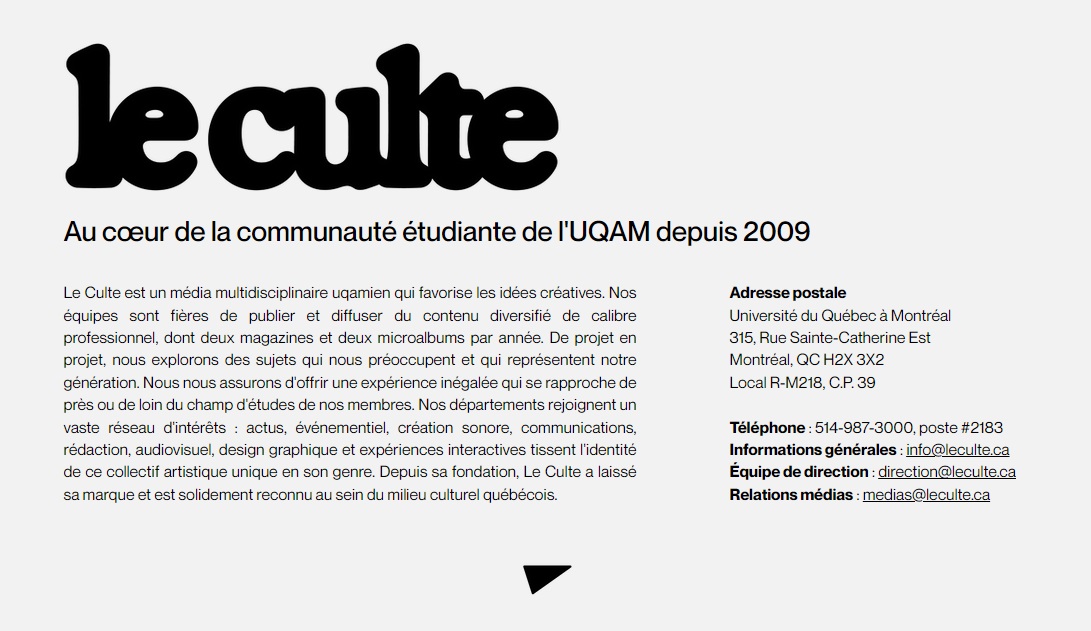 le culte
Au cœur de la communauté étudiante de l'UQAM depuis 2009
Le Culte est un média multidisciplinaire uqamien qui favorise les idées créatives. Nos
équipes sont fières de publier et diffuser du contenu diversifié de calibre
professionnel, dont deux magazines et deux microalbums par année. De projet en
projet, nous explorons des sujets qui nous préoccupent et qui représentent notre
génération. Nous nous assurons d'offrir une expérience inégalée qui se rapproche de
près ou de loin du champ d'études de nos membres. Nos départements rejoignent un
vaste réseau d'intérêts : actus, événementiel, création sonore, communications,
rédaction, audiovisuel, design graphique et expériences interactives tissent l'identité
de ce collectif artistique unique en son genre. Depuis sa fondation, Le Culte a laissé
sa marque et est solidement reconnu au sein du milieu culturel québécois.
Adresse postale
Université du Québec à Montréal
315, Rue Sainte-Catherine Est
Montréal, QC H2X 3X2
Local R-M218, C.P. 39
Téléphone : 514-987-3000, poste #2183
Informations générales : info@leculte.ca
Équipe de direction : direction@leculte.ca
Relations médias : medias@leculte.ca